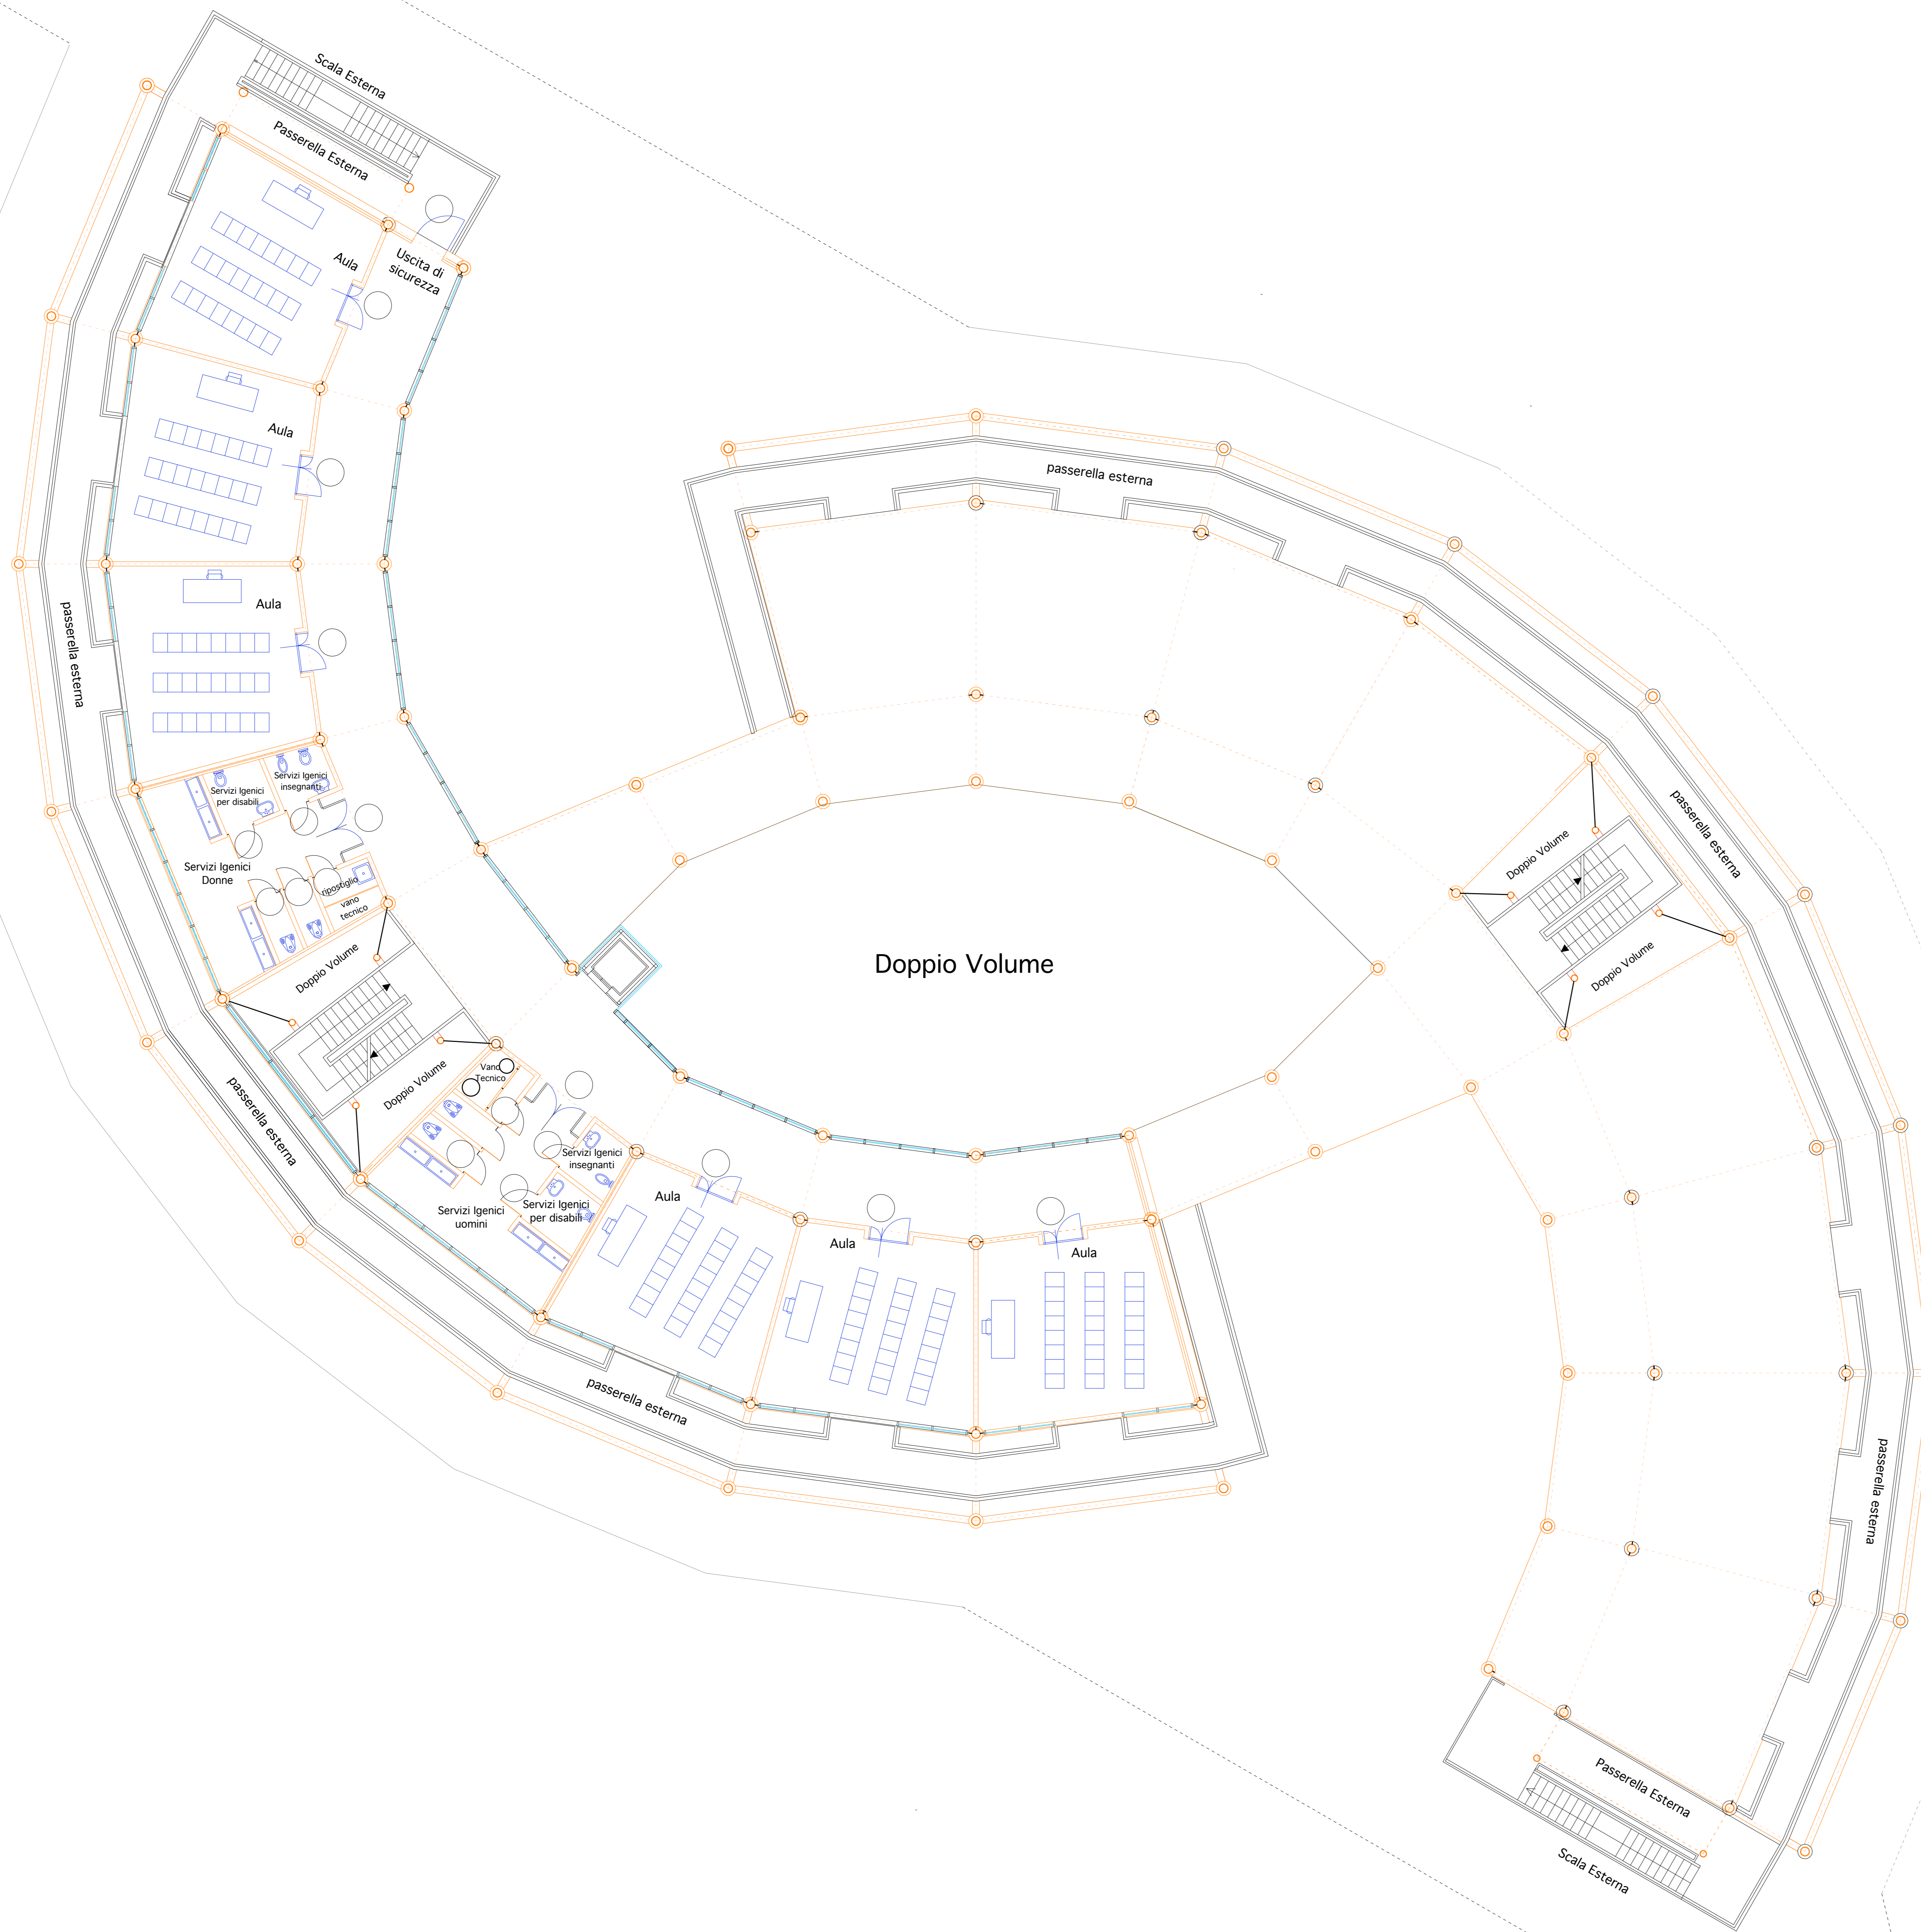 Scala Esterna
Passerella Esterna
Uscita di
sicurezza
Aula
Aula
Aula
passerella esterna
passerella esterna
Servizi Igenici
insegnanti
Servizi Igenici
per disabili
Servizi Igenici
Donne
ripostiglio
vano
tecnico
Doppio Volume
Doppio Volume
Doppio Volume
Doppio Volume
Doppio Volume
passerella esterna
passerella esterna
Vano
Tecnico
Servizi Igenici
insegnanti
Servizi Igenici
per disabili
Servizi Igenici
uomini
Aula
Aula
Aula
passerella esterna
passerella esterna
Passerella Esterna
Scala Esterna